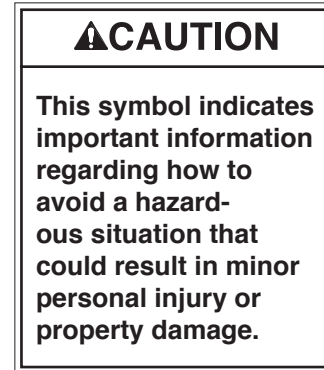 ⚠CAUTION
This symbol indicates
important information
regarding how to
avoid a hazard-
ous situation that
could result in minor
personal injury or
property damage.